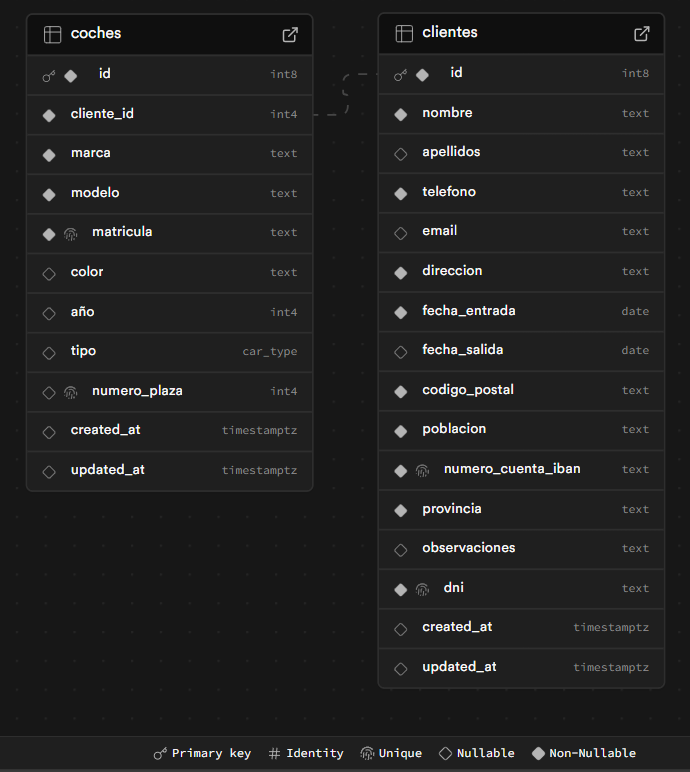 coches
id int8
cliente_id int4
marca text
modelo text
matricula text
color text
año int4
tipo car_type
numero_plaza int4
created_at timestamptz
updated_at timestamptz
clientes
id int8
nombre text
apellidos text
telefono text
email text
direccion text
fecha_entrada date
fecha_salida date
codigo_postal text
poblacion text
numero_cuenta_iban text
provincia text
observaciones text
dni text
created_at timestamptz
updated_at timestamptz
Primary key Identity Unique Nullable Non-Nullable